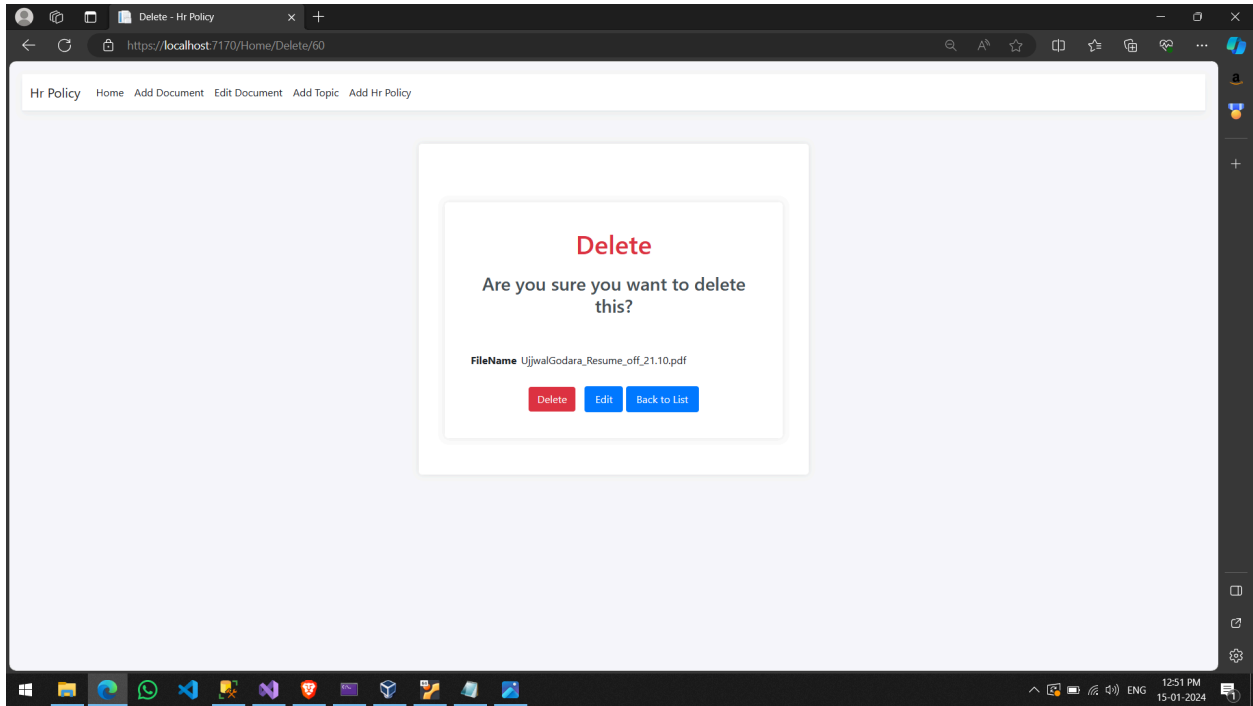 Delete - Hr Policy
https://localhost:7170/Home/Delete/60
Hr Policy Home Add Document Edit Document Add Topic Add Hr Policy
Delete
Are you sure you want to delete
this?
FileName UjjwalGodara_Resume_off_21.10.pdf
Delete Edit Back to List
ENG
12:51 PM
15-01-2024